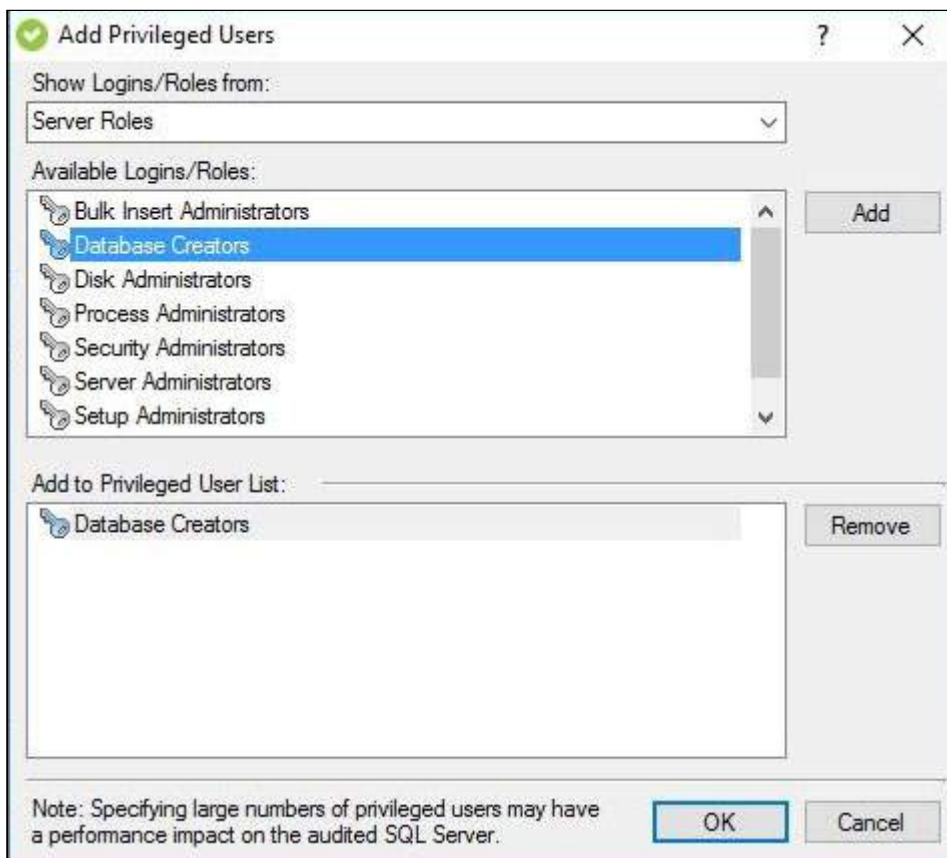 Add Privileged Users
?
Show Logins/Roles from:
Server Roles
Available Logins/Roles:
Bulk Insert Administrators
Database Creators
Disk Administrators
Process Administrators
Security Administrators
Server Administrators
Setup Administrators
Add
Add to Privileged User List:
Database Creators
Remove
Note: Specifying large numbers of privileged users may have
a performance impact on the audited SQL Server.
OK
Cancel